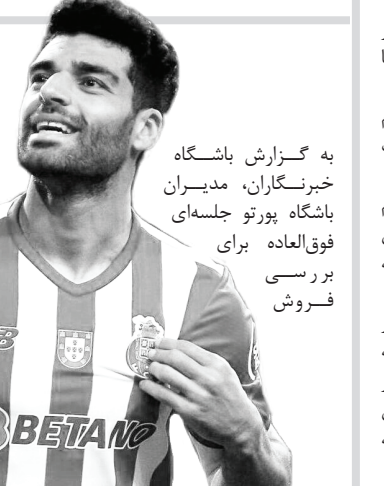 به گزارش باشگاه
خبرنگاران، مدیران
باشگاه پورتو جلسه‌ای
فوق‌العاده برای
بررسی
فروش
BETANO